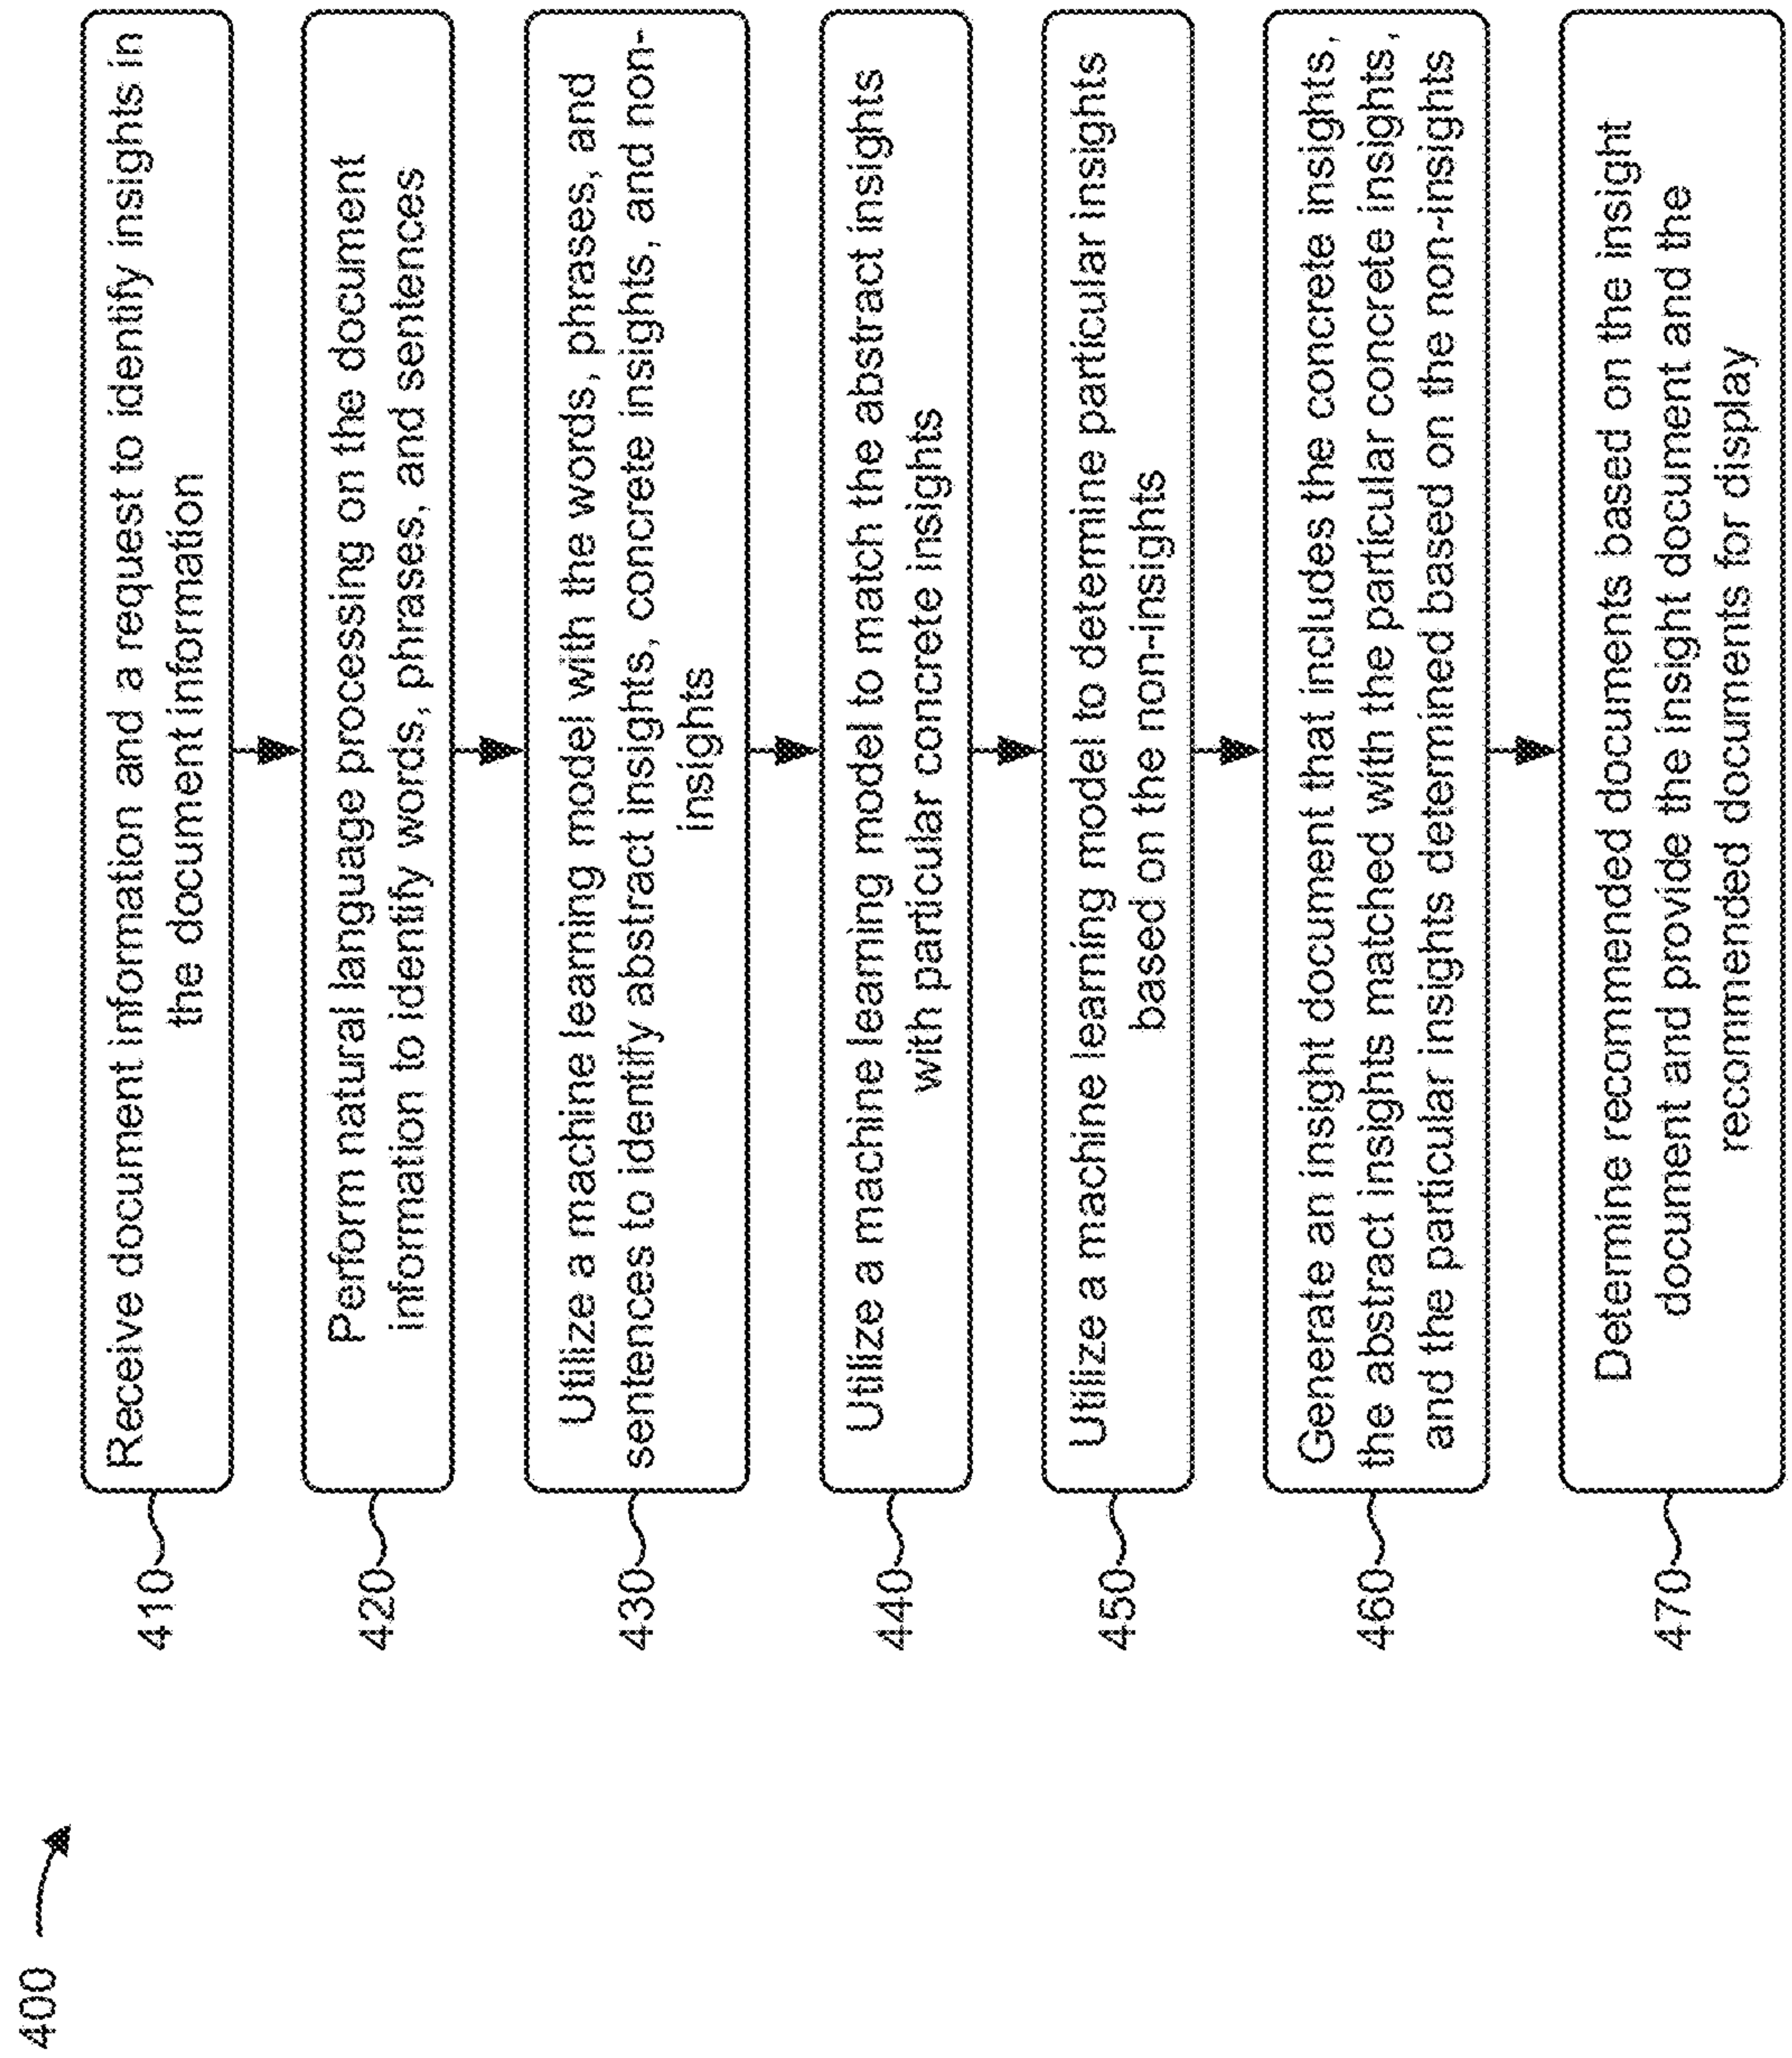 400
410
Receive document information and a request to identify insights in
the document information
420
Perform natural language processing on the document
information to identify words, phrases, and sentences
430
Utilize a machine learning model with the words, phrases, and
sentences to identify abstract insights, concrete insights, and non-
insights
440
Utilize a machine learning model to match the abstract insights
with particular concrete insights
450
Utilize a machine learning model to determine particular insights
based on the non-insights
460
Generate an insight document that includes the concrete insights,
the abstract insights matched with the particular concrete insights,
and the particular insights determined based on the non-insights
470
Determine recommended documents based on the insight
document and provide the insight document and the
recommended documents for display